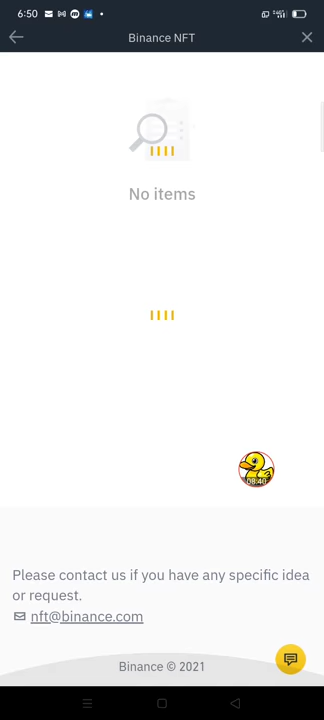 6:50
Binance NFT
No items
08:40
Please contact us if you have any specific idea
or request.
nft@binance.com
Binance © 2021